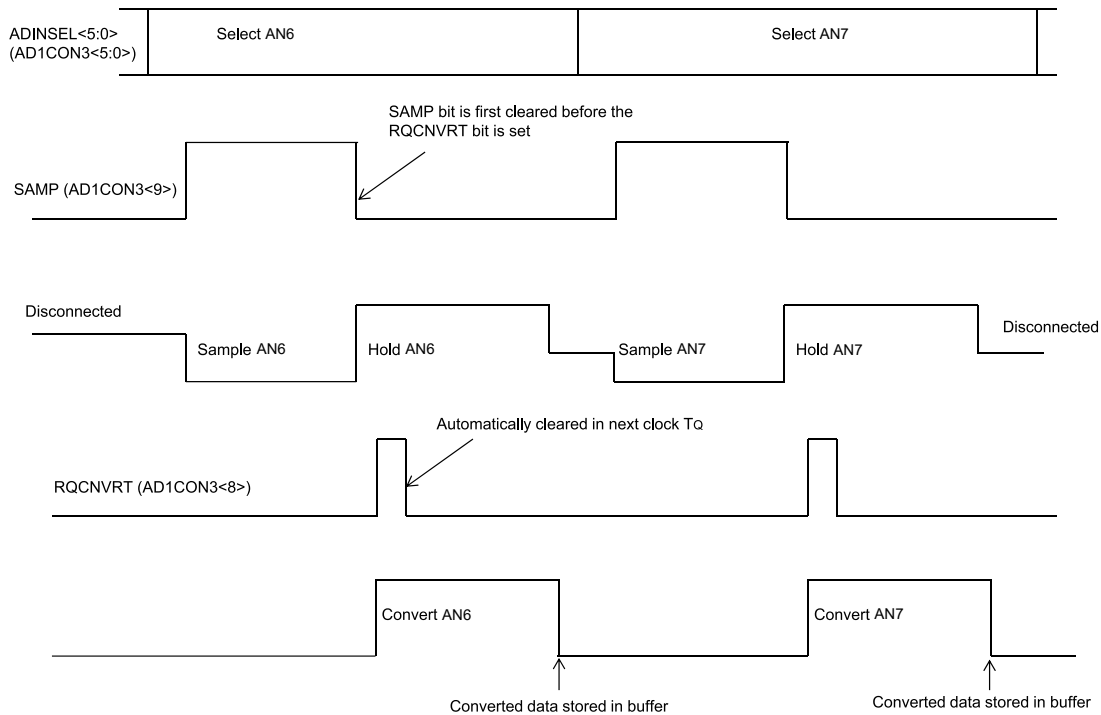 ADINSEL<5:0>
(AD1CON3<5:0>)
Select AN6
Select AN7
SAMP bit is first cleared before the
RQCNVRT bit is set
SAMP (AD1CON3<9>)
Disconnected
Sample AN6
Hold AN6
Sample AN7
Hold AN7
Disconnected
Automatically cleared in next clock TQ
RQCNVRT (AD1CON3<8>)
Convert AN6
Convert AN7
Converted data stored in buffer
Converted data stored in buffer